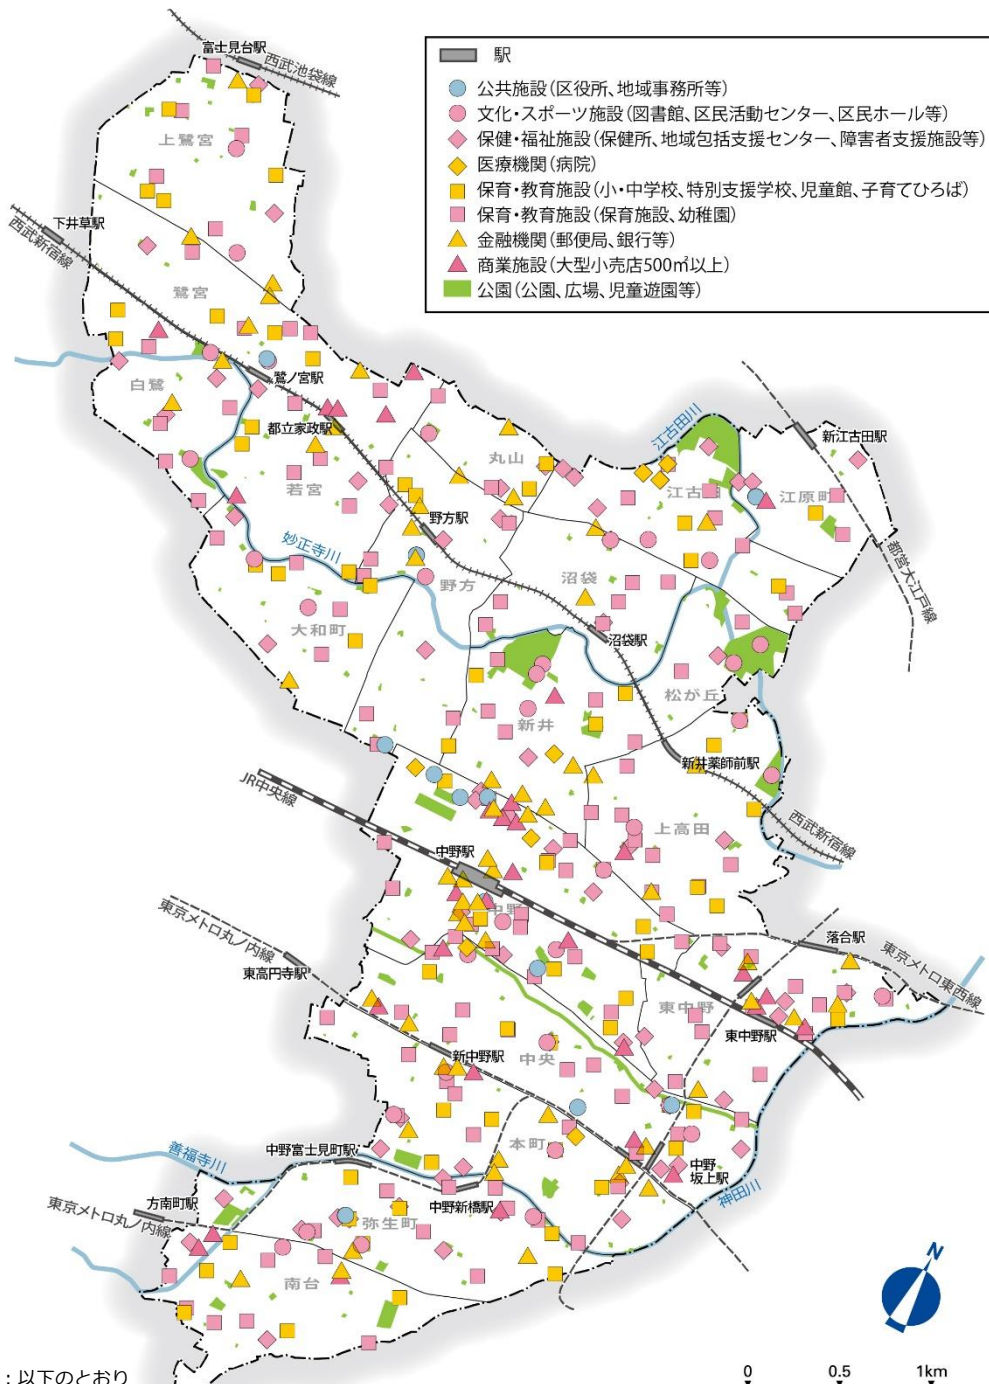 富士見台駅
西武池袋線
駅
公共施設(区役所、地域事務所等)
文化・スポーツ施設(図書館、区民活動センター、区民ホール等)
保健・福祉施設(保健所、地域包括支援センター、障害者支援施設等)
医療機関(病院)
保育・教育施設(小・中学校、特別支援学校、児童館、子育てひろば)
保育・教育施設(保育施設、幼稚園)
金融機関(郵便局、銀行等)
商業施設(大型小売店500㎡以上)
公園(公園、広場、児童遊園等)
上鷺宮
下井草駅
西武新宿線
鷺宮
白鷺
鷺ノ宮駅
都立家政駅
江古田川
新江古田駅
丸山
江古田
江原町
若宮
野方駅
妙正寺川
都営大江戸線
野方
沼袋
大和町
沼袋駅
松が丘
新井
新井薬師前駅
JR中央線
上高田
西武新宿線
中野駅
中野
東京メトロ丸ノ内線
落合駅
東京メトロ東西線
東高円寺駅
東中野
東中野駅
新中野駅
中央
善福寺川
中野富士見町駅
本町
中野
坂上駅
神田川
方南町駅
中野新橋駅
東京メトロ丸ノ内線
弥生町
南台
N
:以下のとおり
0 0.5 1km